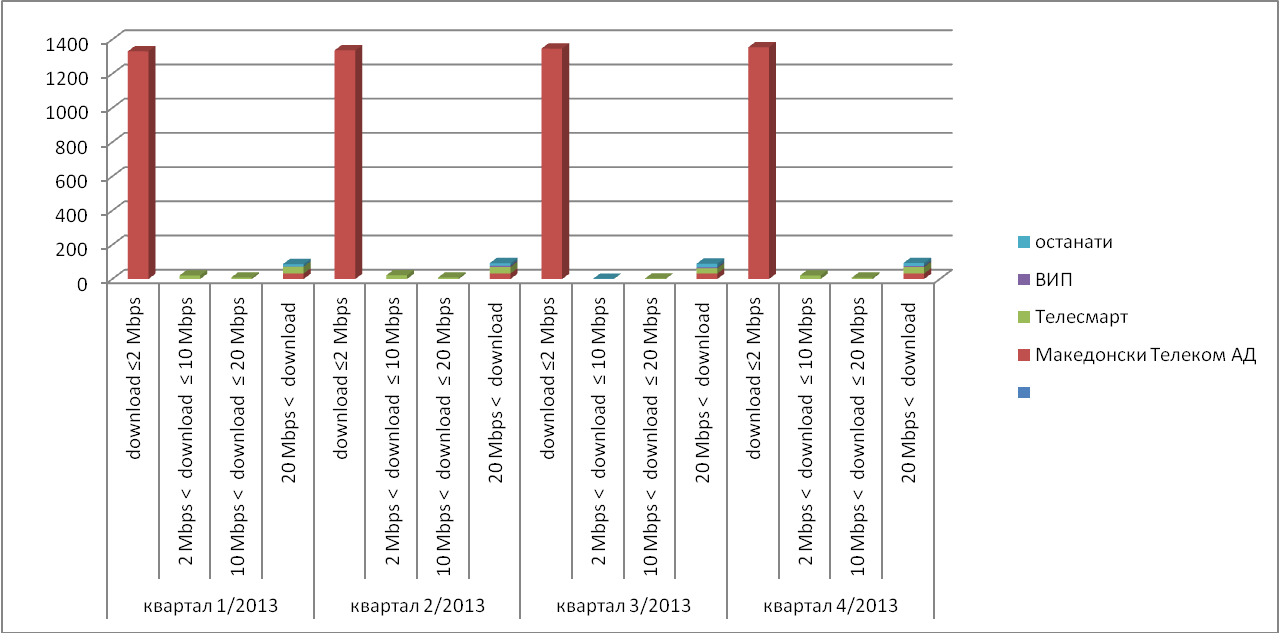 1400
1200
1000
800
600
400
200
0
download ≤2 Mbps
2 Mbps < download ≤ 10 Mbps
10 Mbps < download ≤ 20 Mbps
20 Mbps < download
download ≤2 Mbps
2 Mbps < download ≤ 10 Mbps
10 Mbps < download ≤ 20 Mbps
20 Mbps < download
download ≤2 Mbps
2 Mbps < download ≤ 10 Mbps
10 Mbps < download ≤ 20 Mbps
20 Mbps < download
download ≤2 Mbps
2 Mbps < download ≤ 10 Mbps
10 Mbps < download ≤ 20 Mbps
20 Mbps < download
квартал 1/2013
квартал 2/2013
квартал 3/2013
квартал 4/2013
останати
ВИП
Телесмарт
Македонски Телеком АД